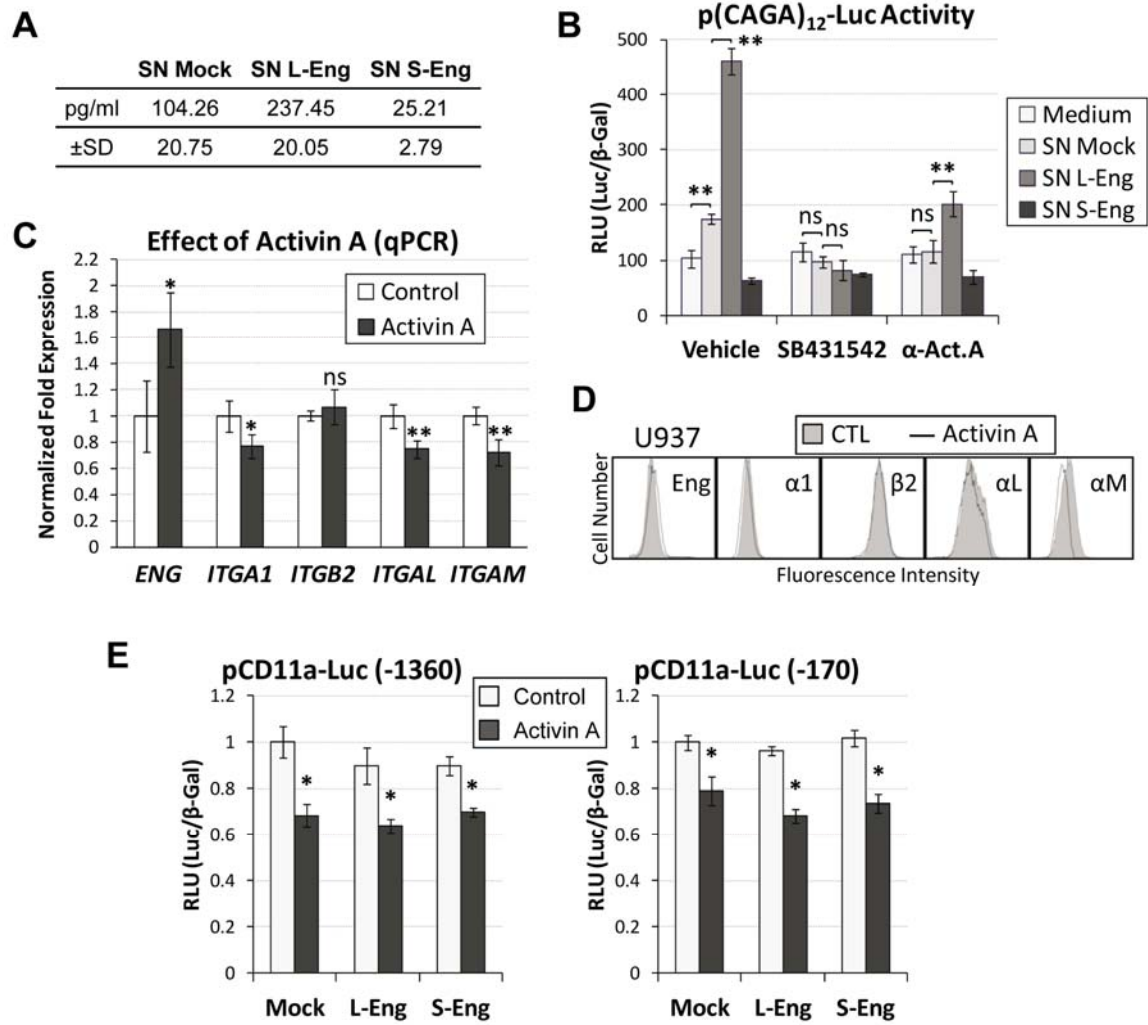 A
SN Mock SN L-Eng SN S-Eng
pg/ml 104.26 237.45 25.21
±SD 20.75 20.05 2.79
B
p(CAGA)12-Luc Activity
RLU (Luc/β-Gal)
500
400
300
200
100
0
**
**
ns
ns
ns
**
Vehicle SB431542 α-Act.A
Medium
SN Mock
SN L-Eng
SN S-Eng
C
Effect of Activin A (qPCR)
Normalized Fold Expression
2.2
2
1.8
1.6
1.4
1.2
1
0.8
0.6
0.4
0.2
0
Control
Activin A
*
*
ns
**
**
ENG ITGA1 ITGB2 ITGAL ITGAM
D
U937
CTL Activin A
Cell Number
Eng α1 β2 αL αM
Fluorescence Intensity
E
pCD11a-Luc (-1360)
RLU (Luc/β-Gal)
1.2
1
0.8
0.6
0.4
0.2
0
* * *
Mock L-Eng S-Eng
Control
Activin A
pCD11a-Luc (-170)
RLU (Luc/β-Gal)
1.2
1
0.8
0.6
0.4
0.2
0
* * *
Mock L-Eng S-Eng